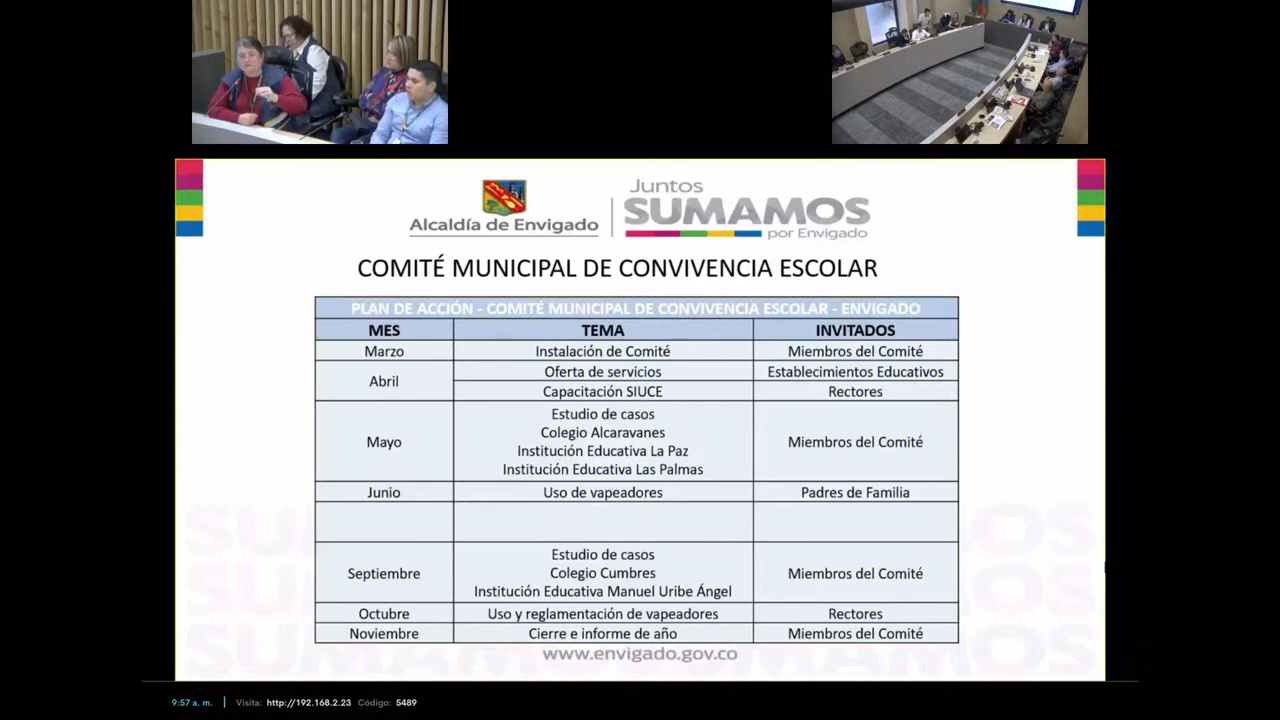 Alcaldía de Envigado
Juntos
SUMAMOS
por Envigado
COMITÉ MUNICIPAL DE CONVIVENCIA ESCOLAR
PLAN DE ACCIÓN - COMITÉ MUNICIPAL DE CONVIVENCIA ESCOLAR - ENVIGADO
MES TEMA INVITADOS
Marzo Instalación de Comité Miembros del Comité
Abril Oferta de servicios Establecimientos Educativos
Capacitación SIUCE Rectores
Mayo Estudio de casos Miembros del Comité
Colegio Alcaravanes
Institución Educativa La Paz
Institución Educativa Las Palmas
Junio Uso de vapeadores Padres de Familia
Septiembre Estudio de casos Miembros del Comité
Colegio Cumbres
Institución Educativa Manuel Uribe Ángel
Octubre Uso y reglamentación de vapeadores Rectores
Noviembre Cierre e informe de año Miembros del Comité
www.envigado.gov.co
SUMAMOS
9:57 a. m. | Visita: http://192.168.2.23 Código: 5489